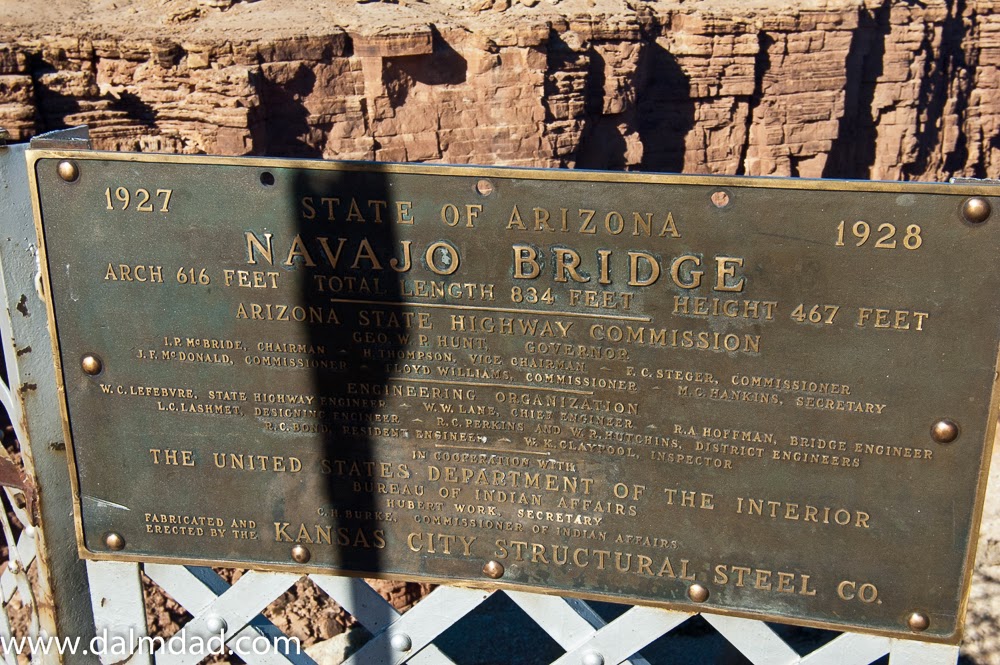 1927 STATE OF ARIZONA 1928
NAVAJO BRIDGE
ARCH 616 FEET TOTAL LENGTH 834 FEET HEIGHT 467 FEET
ARIZONA STATE HIGHWAY COMMISSION
GEO. W. P. HUNT, GOVERNOR
I. P. McBRIDE, CHAIRMAN – H. THOMPSON, VICE CHAIRMAN – F. C. STEGER, COMMISSIONER
J. F. McDONALD, COMMISSIONER – LLOYD WILLIAMS, COMMISSIONER – M. C. HANKINS, SECRETARY
ENGINEERING ORGANIZATION
W. C. LEFEBVRE, STATE HIGHWAY ENGINEER – W. W. LANE, CHIEF ENGINEER – R. A. HOFFMAN, BRIDGE ENGINEER
L. C. LASHMET, DESIGNING ENGINEER – R. C. PERKINS AND W. R. HUTCHINS, DISTRICT ENGINEERS
R. C. BOND, RESIDENT ENGINEER – W. K. CLAYPOOL, INSPECTOR
IN COOPERATION WITH
THE UNITED STATES DEPARTMENT OF THE INTERIOR
BUREAU OF INDIAN AFFAIRS
HUBERT WORK, SECRETARY
C. H. BURKE, COMMISSIONER OF INDIAN AFFAIRS
FABRICATED AND
ERECTED BY THE KANSAS CITY STRUCTURAL STEEL CO.
www.dalmdad.com